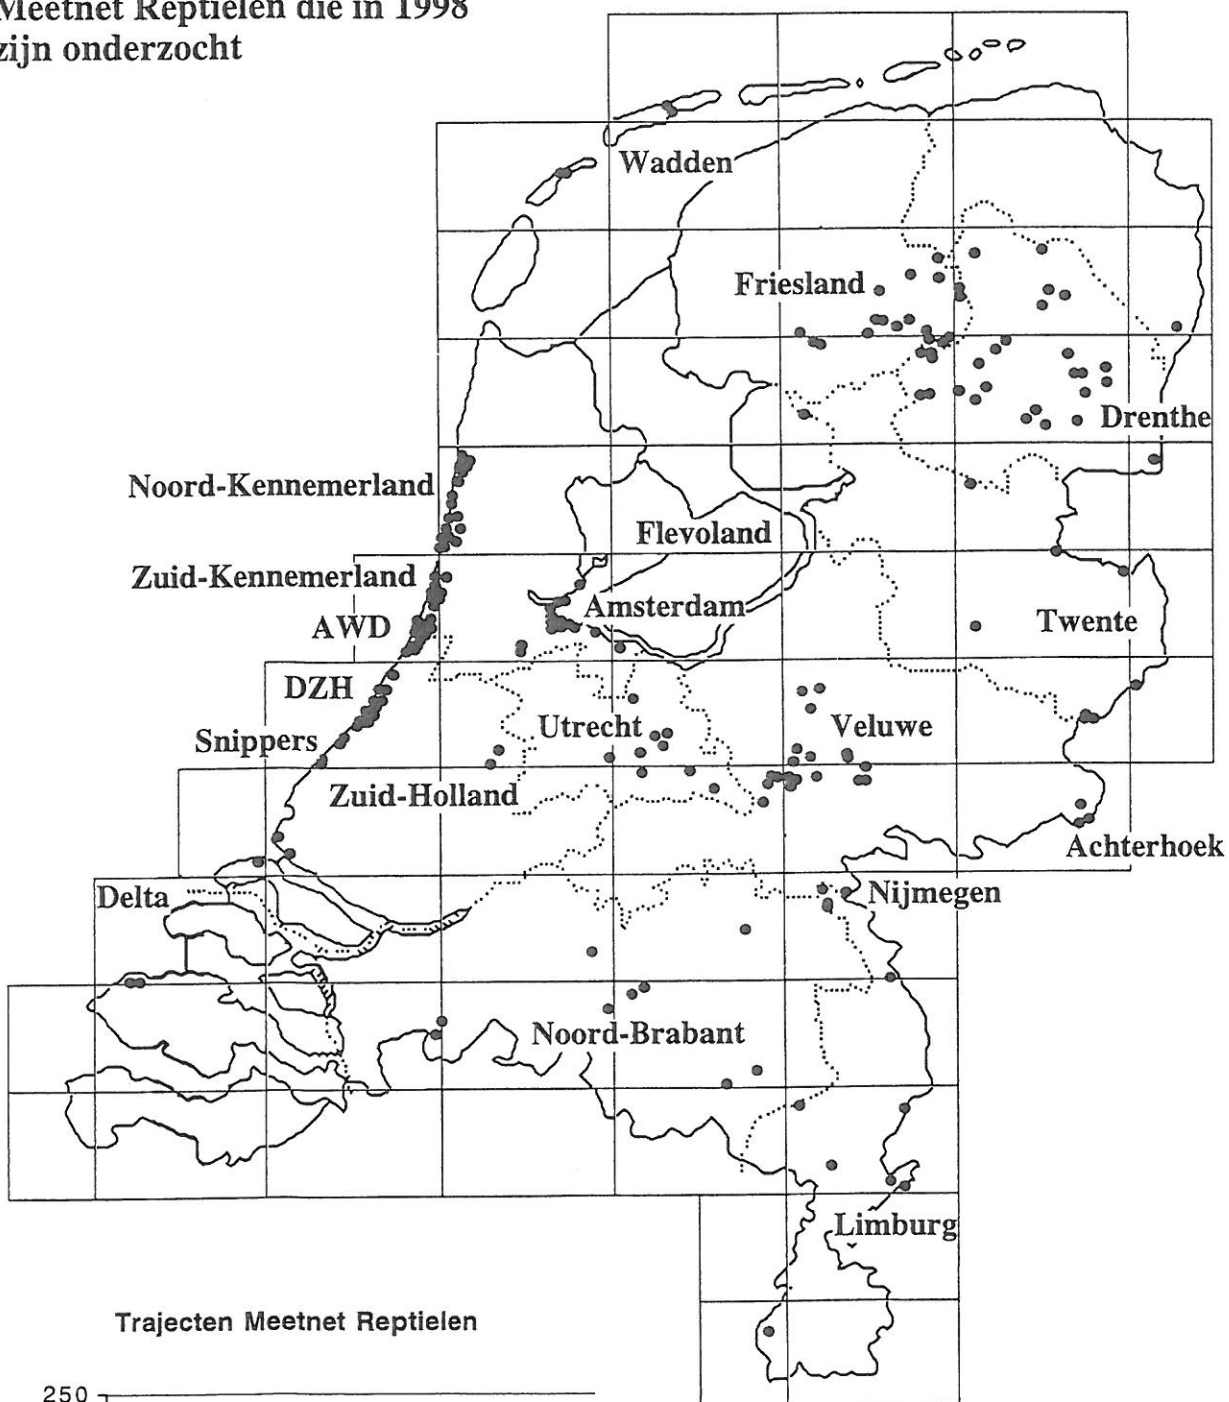 Meetnet Reptielen die in 1998
zijn onderzocht
Wadden
Friesland
Drenthe
Noord-Kennemerland
Flevoland
Zuid-Kennemerland
Amsterdam
AWD
Twente
DZH
Utrecht
Veluwe
Snippers
Zuid-Holland
Achterhoek
Delta
Nijmegen
Noord-Brabant
Limburg
Trajecten Meetnet Reptielen
250